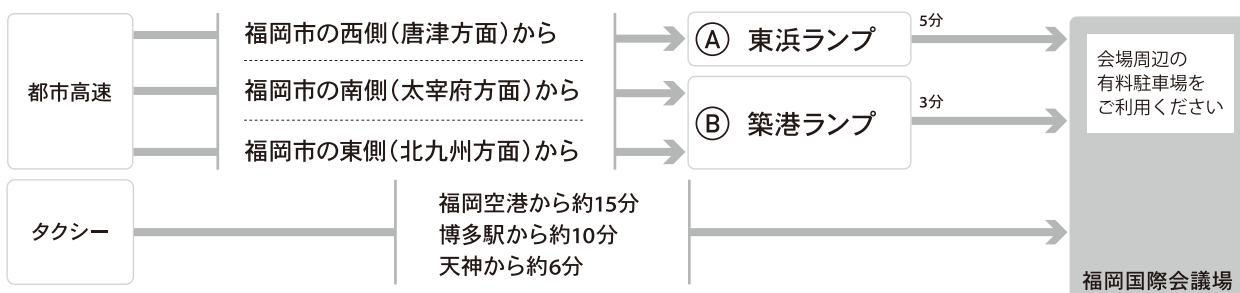 都市高速
福岡市の西側（唐津方面）から
福岡市の南側（太宰府方面）から
福岡市の東側（北九州方面）から
Ⓐ 東浜ランプ
5分
Ⓑ 築港ランプ
3分
会場周辺の
有料駐車場を
ご利用ください
タクシー
福岡空港から約15分
博多駅から約10分
天神から約6分
福岡国際会議場